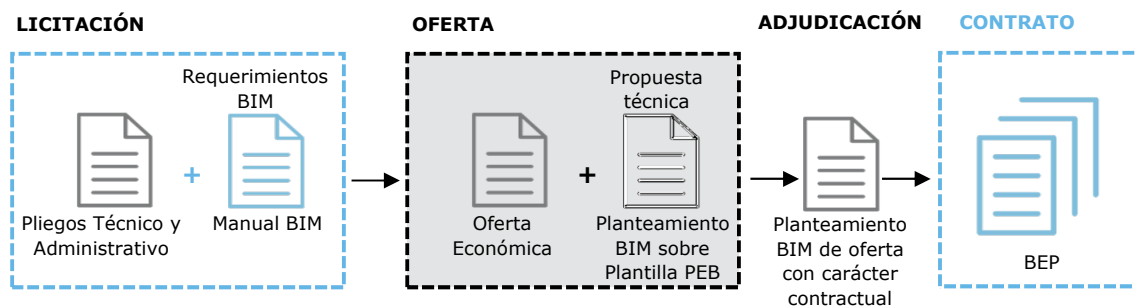 LICITACIÓN
Requerimientos
BIM
+
Pliegos Técnico y
Administrativo
Manual BIM
OFERTA
Propuesta
técnica
+
Oferta
Económica
Planteamiento
BIM sobre
Plantilla PEB
ADJUDICACIÓN
Planteamiento
BIM de oferta
con carácter
contractual
CONTRATO
BEP